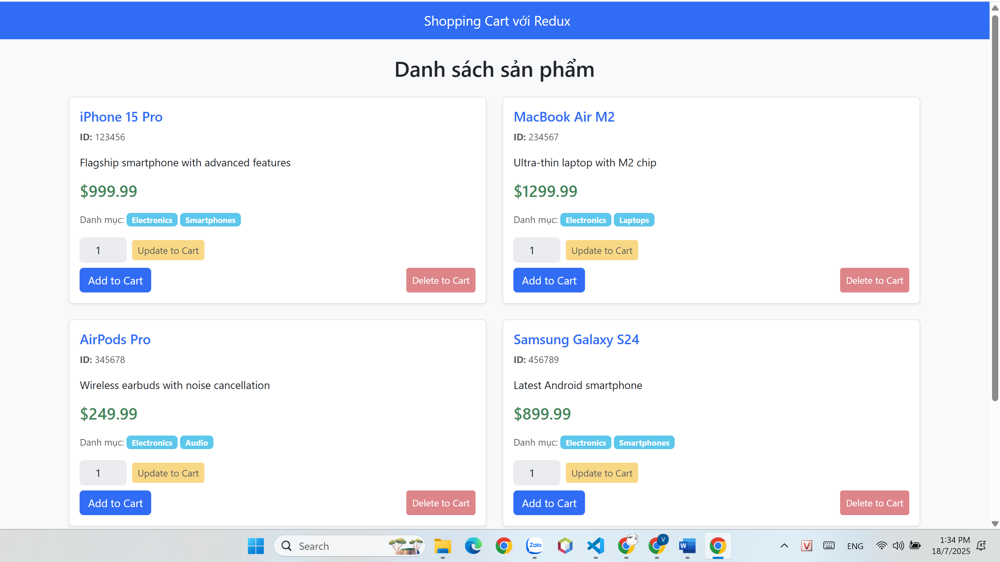 Shopping Cart với Redux
Danh sách sản phẩm
iPhone 15 Pro
ID: 123456
Flagship smartphone with advanced features
$999.99
Danh mục: Electronics Smartphones
1 Update to Cart
Add to Cart Delete to Cart
MacBook Air M2
ID: 234567
Ultra-thin laptop with M2 chip
$1299.99
Danh mục: Electronics Laptops
1 Update to Cart
Add to Cart Delete to Cart
AirPods Pro
ID: 345678
Wireless earbuds with noise cancellation
$249.99
Danh mục: Electronics Audio
1 Update to Cart
Add to Cart Delete to Cart
Samsung Galaxy S24
ID: 456789
Latest Android smartphone
$899.99
Danh mục: Electronics Smartphones
1 Update to Cart
Add to Cart Delete to Cart
Search
Zalo
V
W
V
ENG
1:34 PM
18/7/2025